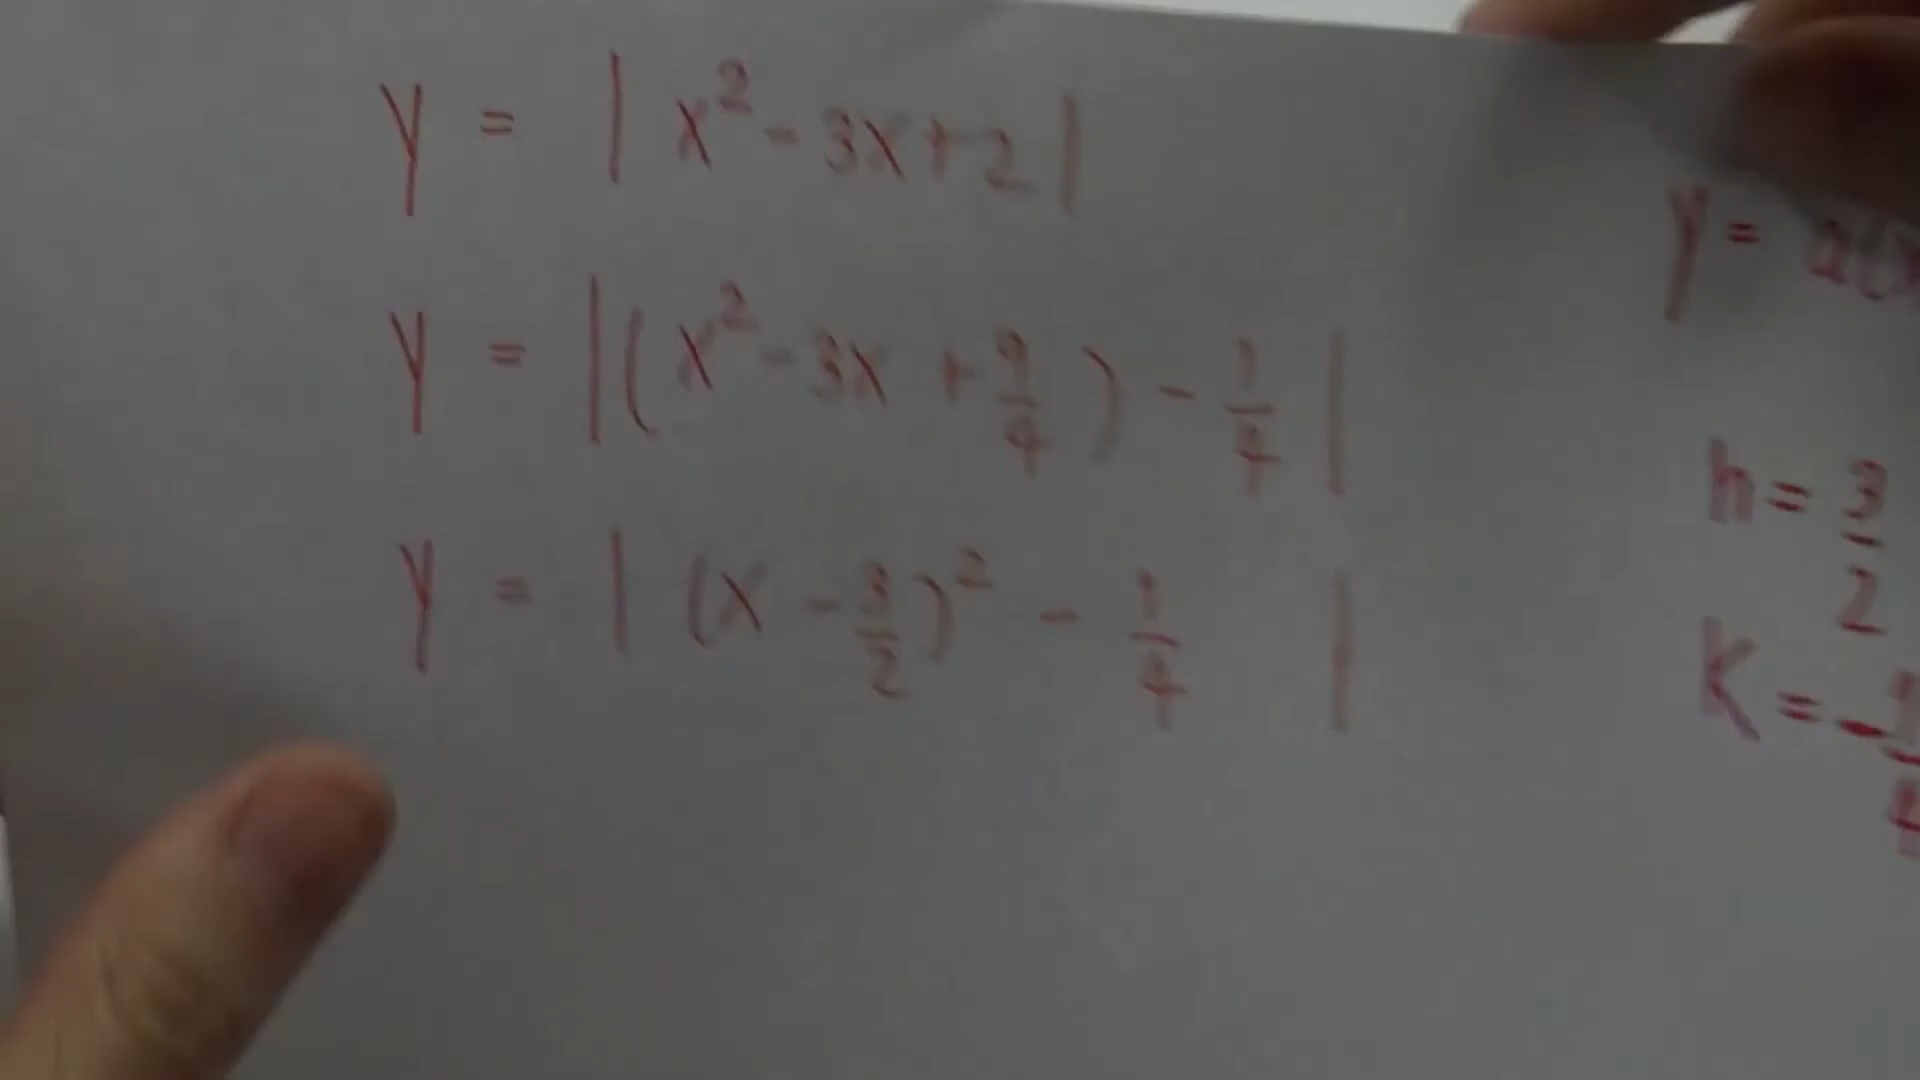 y = | x² - 3x + 2 |
y = | (x² - 3x + 9/4) - 1/4 |
y = | (x - 3/2)² - 1/4 |
y = a(
h = 3/2
K = - 1/4